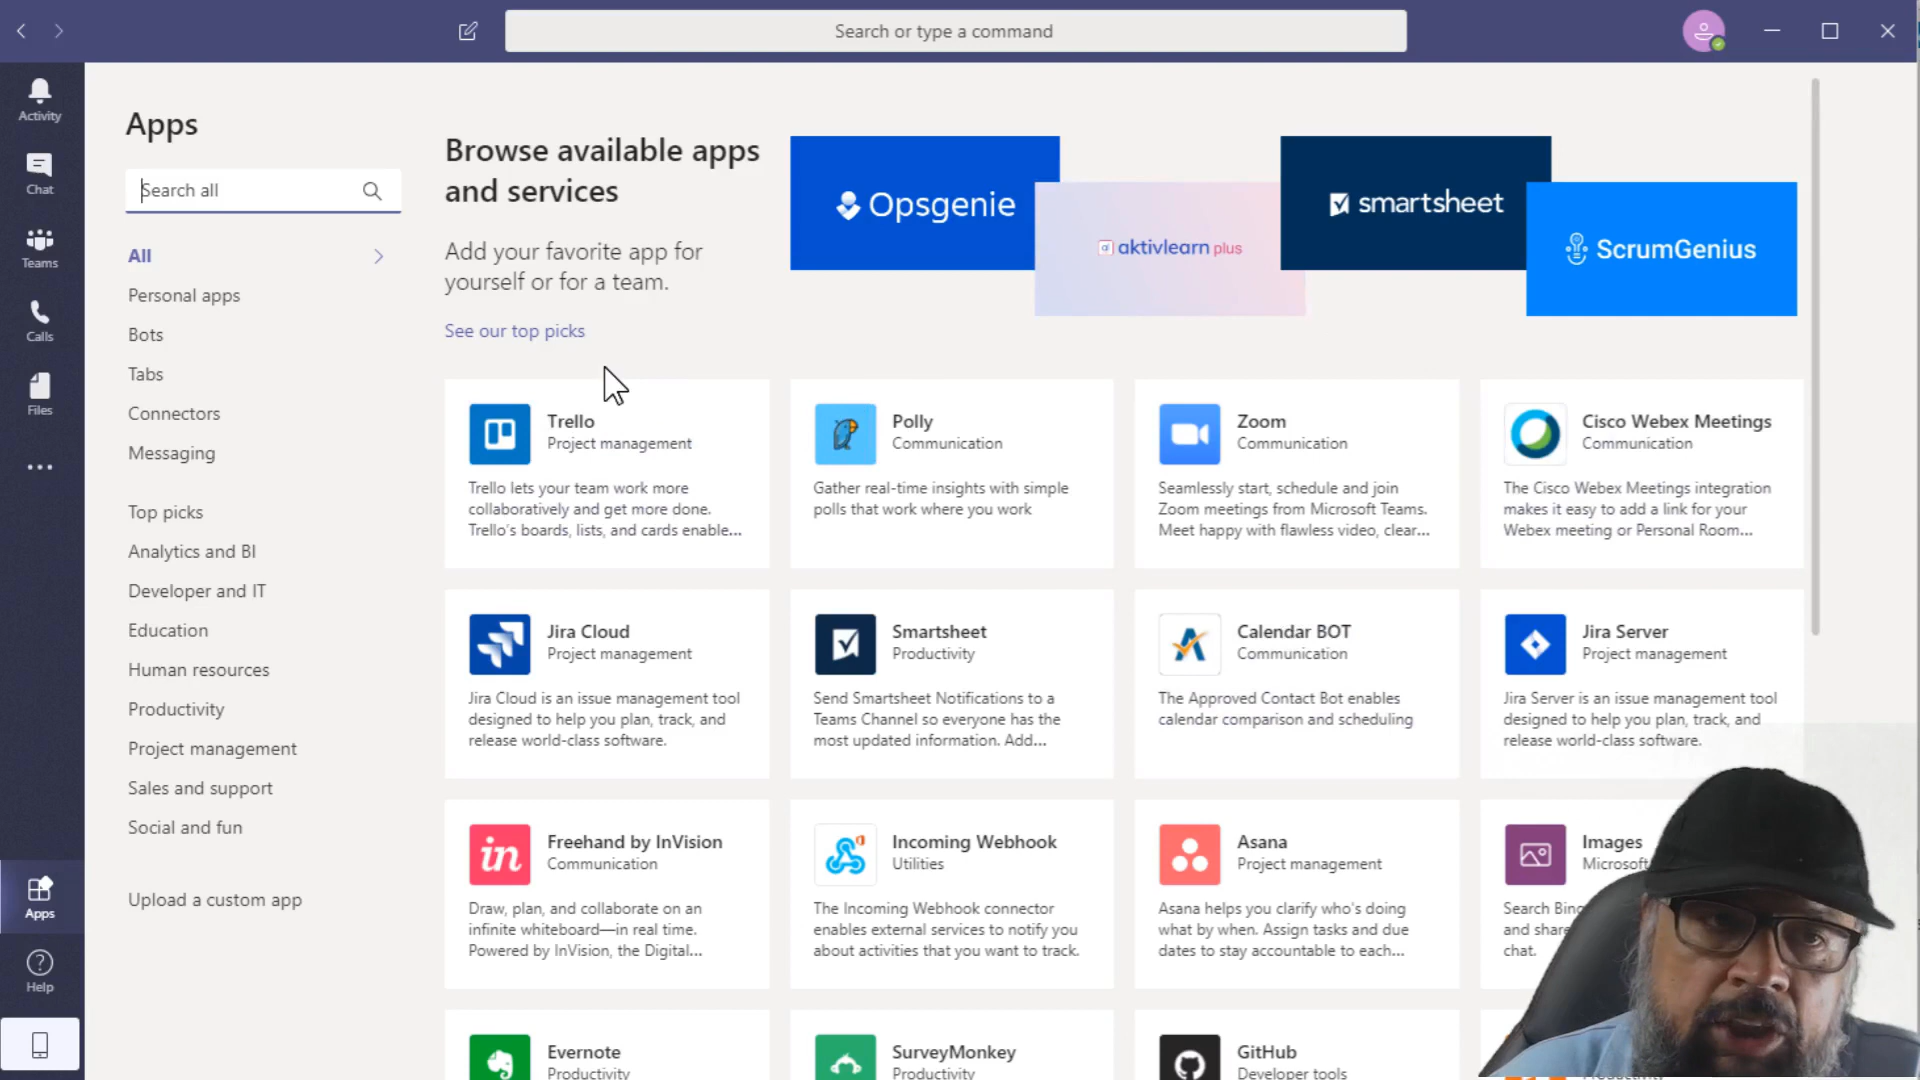 Search or type a command
Activity
Chat
Teams
Calls
Files
Apps
Help
Apps
Search all
All
Personal apps
Bots
Tabs
Connectors
Messaging
Top picks
Analytics and BI
Developer and IT
Education
Human resources
Productivity
Project management
Sales and support
Social and fun
Upload a custom app
Browse available apps
and services
Add your favorite app for
yourself or for a team.
See our top picks
Opsgenie
al aktivlearn plus
smartsheet
ScrumGenius
Trello
Project management
Trello lets your team work more
collaboratively and get more done.
Trello's boards, lists, and cards enable...
Polly
Communication
Gather real-time insights with simple
polls that work where you work
Zoom
Communication
Seamlessly start, schedule and join
Zoom meetings from Microsoft Teams.
Meet happy with flawless video, clear...
Cisco Webex Meetings
Communication
The Cisco Webex Meetings integration
makes it easy to add a link for your
Webex meeting or Personal Room...
Jira Cloud
Project management
Jira Cloud is an issue management tool
designed to help you plan, track, and
release world-class software.
Smartsheet
Productivity
Send Smartsheet Notifications to a
Teams Channel so everyone has the
most updated information. Add...
Calendar BOT
Communication
The Approved Contact Bot enables
calendar comparison and scheduling
Jira Server
Project management
Jira Server is an issue management tool
designed to help you plan, track, and
release world-class software.
in
Freehand by InVision
Communication
Draw, plan, and collaborate on an
infinite whiteboard—in real time.
Powered by InVision, the Digital...
Incoming Webhook
Utilities
The Incoming Webhook connector
enables external services to notify you
about activities that you want to track.
Asana
Project management
Asana helps you clarify who's doing
what by when. Assign tasks and due
dates to stay accountable to each...
Images
Microsoft
Search Bing
and share
chat.
Evernote
Productivity
SurveyMonkey
Productivity
GitHub
Developer tools